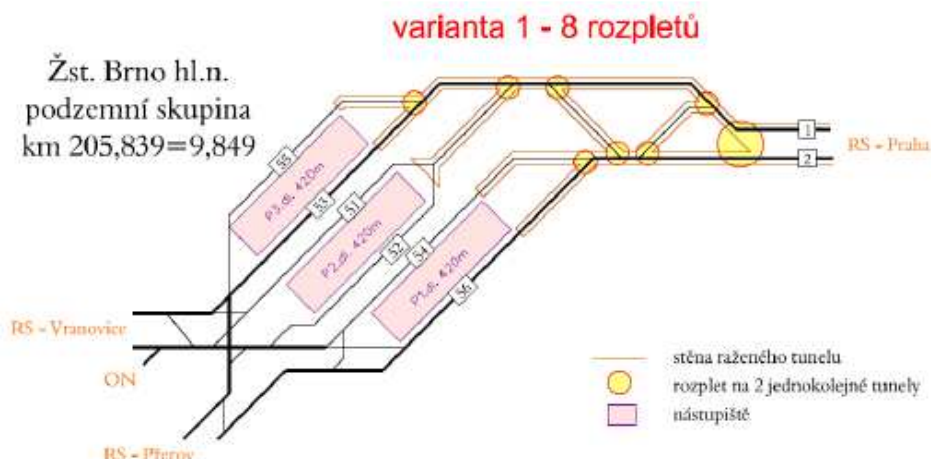 varianta 1 - 8 rozpletů
Žst. Brno hl.n.
podzemní skupina
km 205,839=9,849
1
RS - Praha
2
55
P3.dl. 420m
53
51
P2.dl. 420m
52
54
P1.dl. 420m
56
RS - Vranovice
ON
RS - Přerov
stěna raženého tunelu
rozplet na 2 jednokolejné tunely
nástupiště